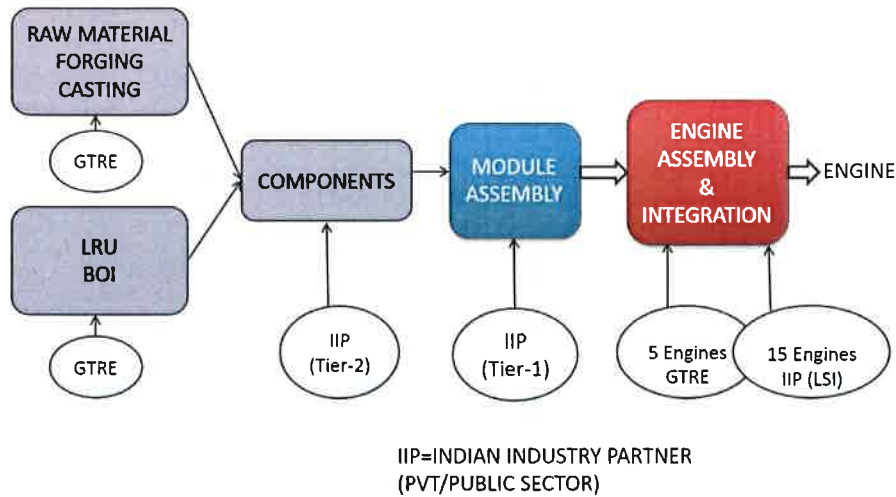 RAW MATERIAL
FORGING
CASTING
GTRE
LRU
BOI
GTRE
COMPONENTS
IIP
(Tier-2)
MODULE
ASSEMBLY
IIP
(Tier-1)
ENGINE
ASSEMBLY
&
INTEGRATION
ENGINE
5 Engines
GTRE
15 Engines
IIP (LSI)
IIP=INDIAN INDUSTRY PARTNER
(PVT/PUBLIC SECTOR)